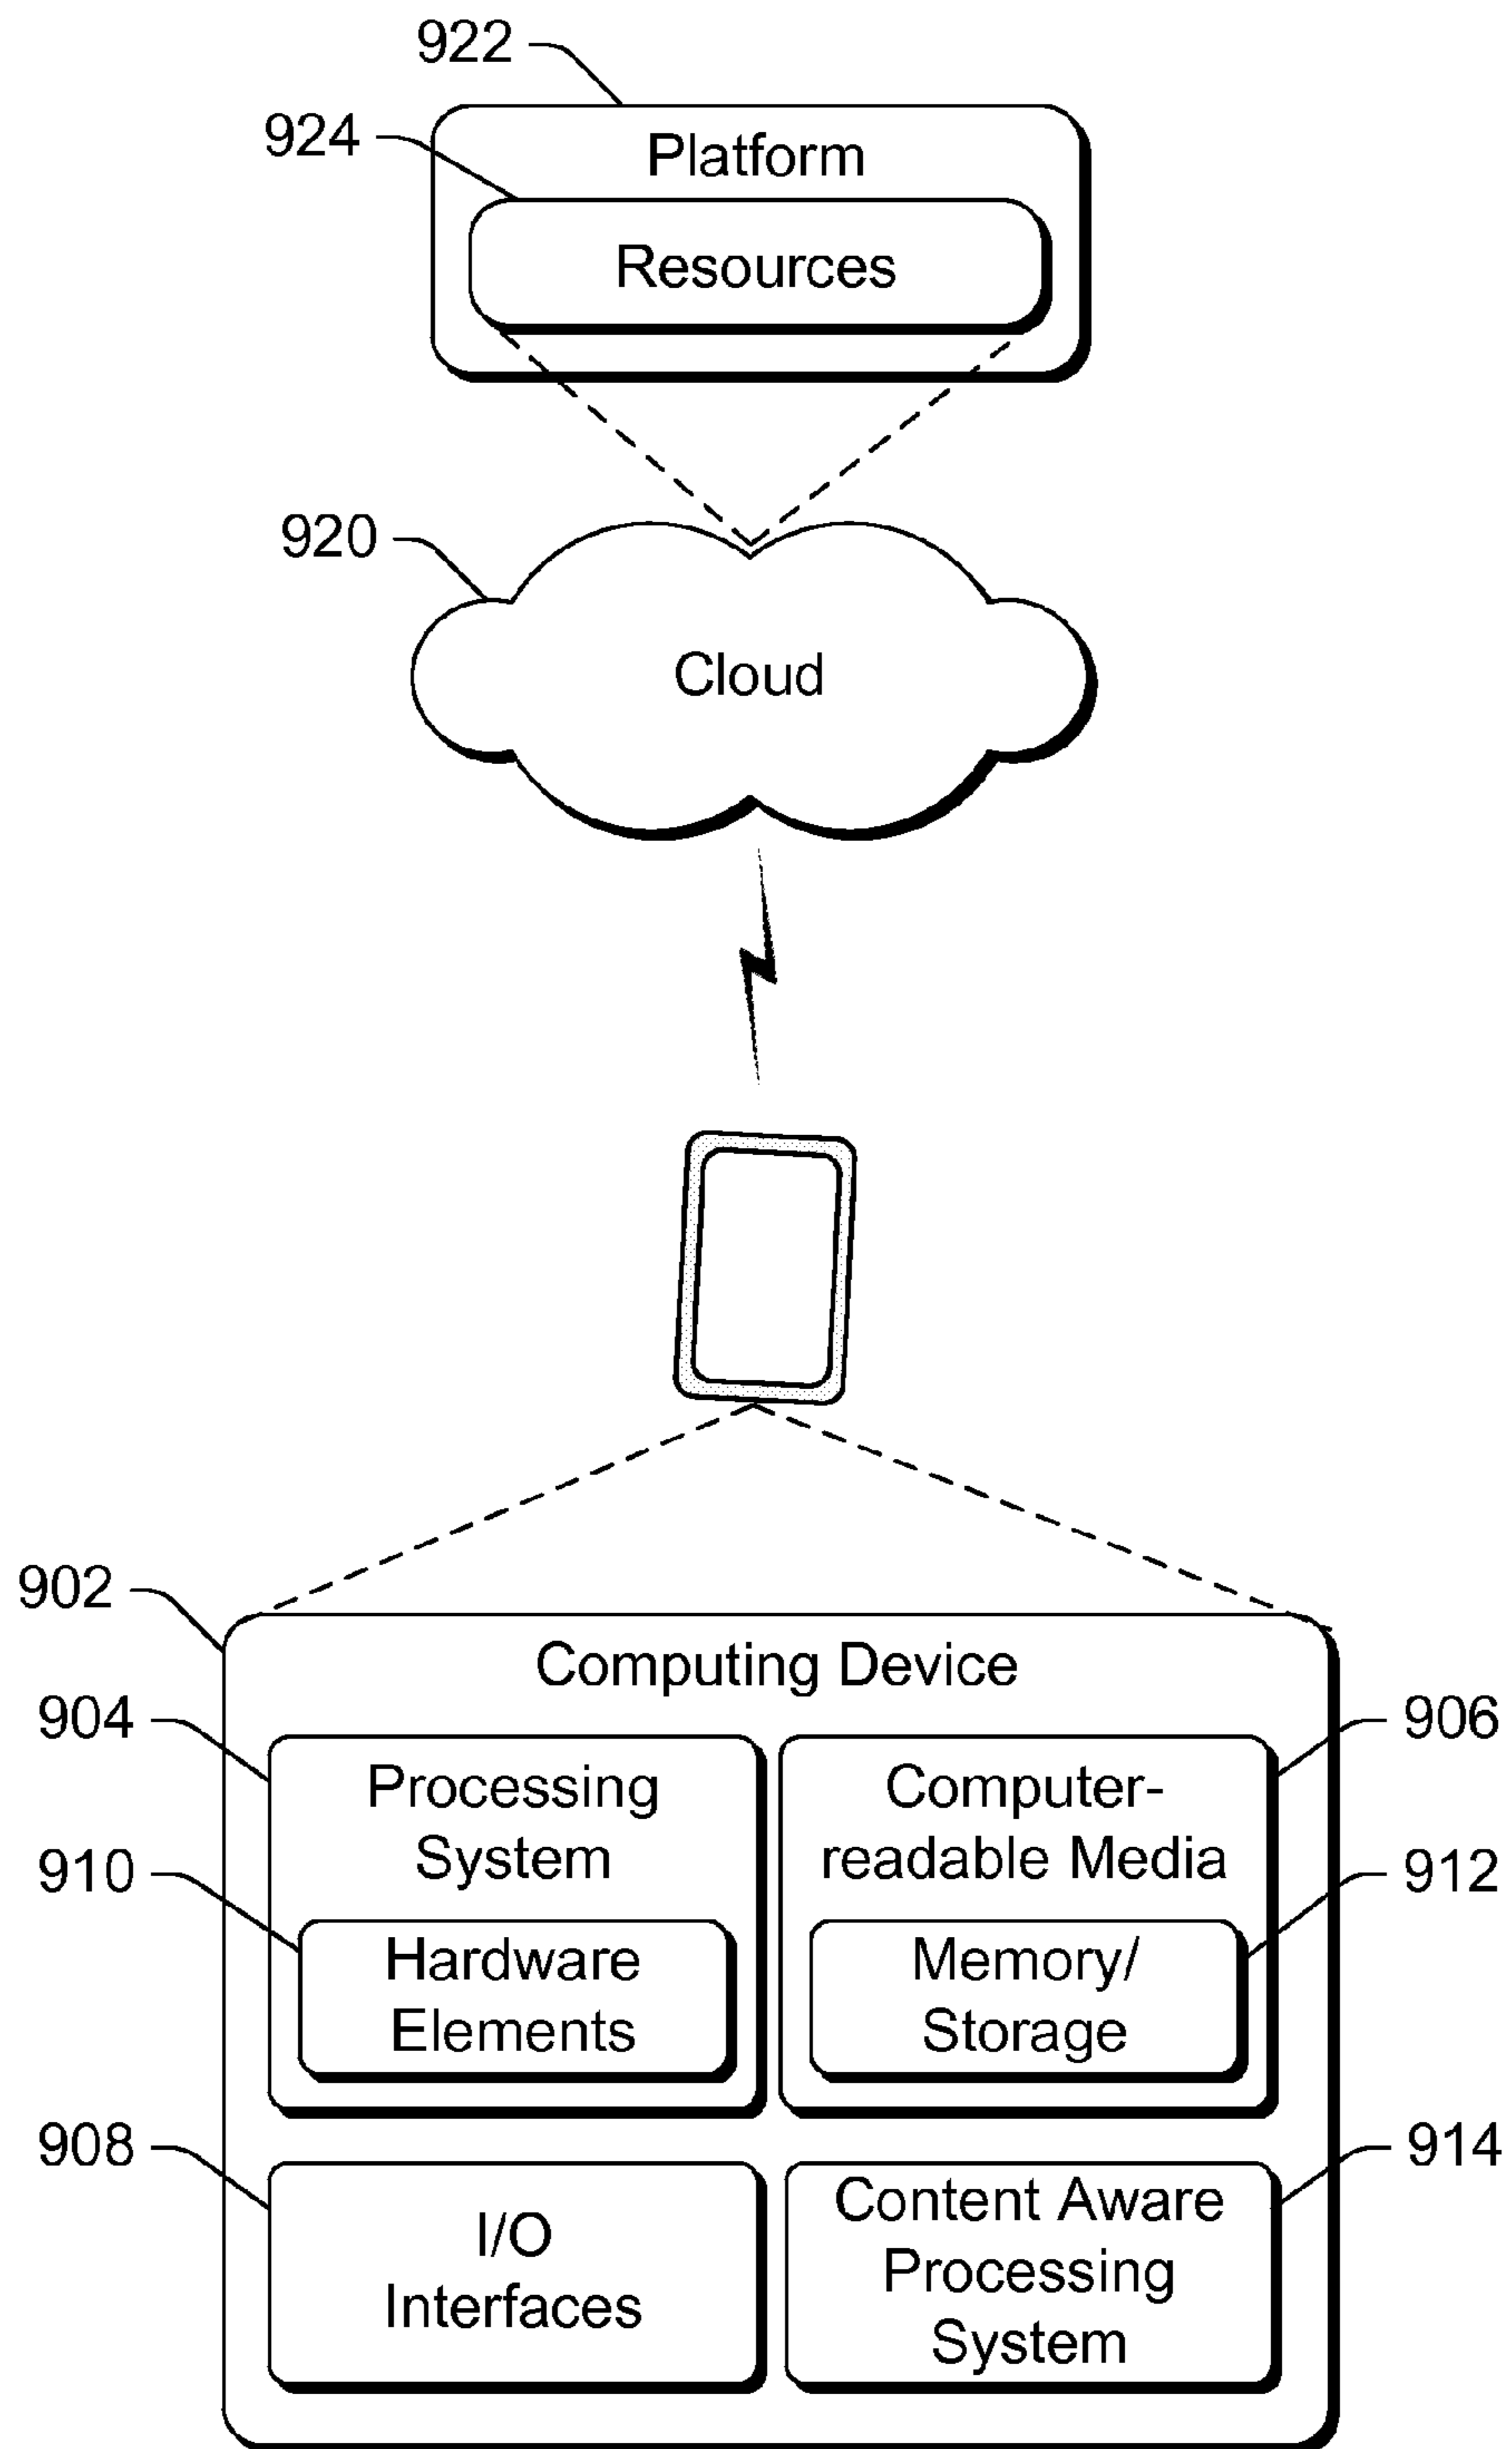 922
924
Platform
Resources
920
Cloud
902
Computing Device
904
906
Processing
System
Computer-
readable Media
910
912
Hardware
Elements
Memory/
Storage
908
914
I/O
Interfaces
Content Aware
Processing
System